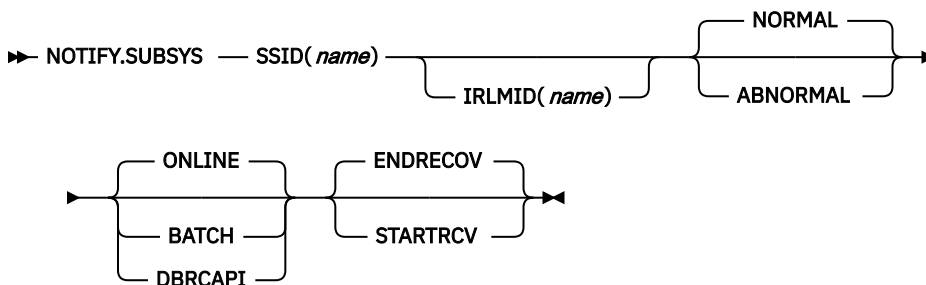 NORMAL
NOTIFY.SUBSYS SSID(name)
IRLMID(name) ABNORMAL
ONLINE ENDRECOV
BATCH STARTRCV
DBRCAPI